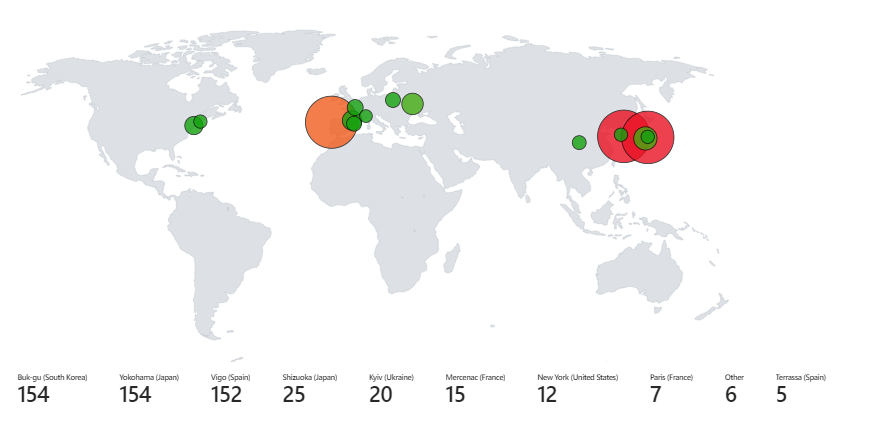 Buk-gu (South Korea) Yokohama (Japan) Vigo (Spain) Shizuoka (Japan) Kyiv (Ukraine) Mercenac (France) New York (United States) Paris (France) Other Terrassa (Spain)
154 154 152 25 20 15 12 7 6 5